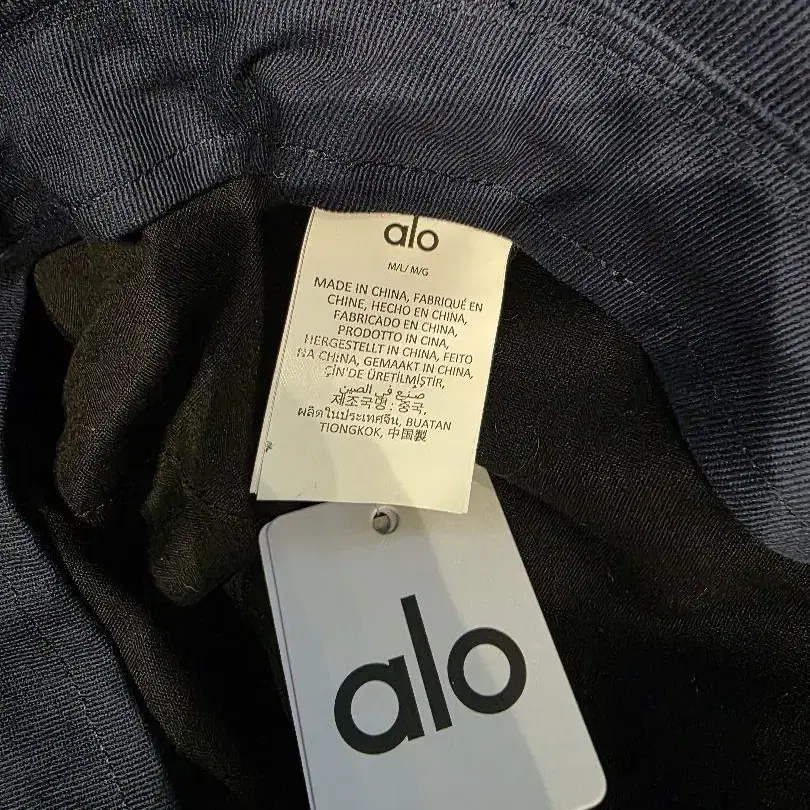 alo
M/L/ M/G
MADE IN CHINA, FABRIQUÉ EN
CHINE, HECHO EN CHINA,
FABRICADO EN CHINA,
PRODOTTO IN CINA,
HERGESTELLT IN CHINA, FEITO
NA CHINA, GEMAAKT IN CHINA,
ÇİN'DE ÜRETİLMİŞTİR,
صنع في الصين
제조국명 : 중국,
ผลิตในประเทศจีน, BUATAN
TIONGKOK, 中国製
alo